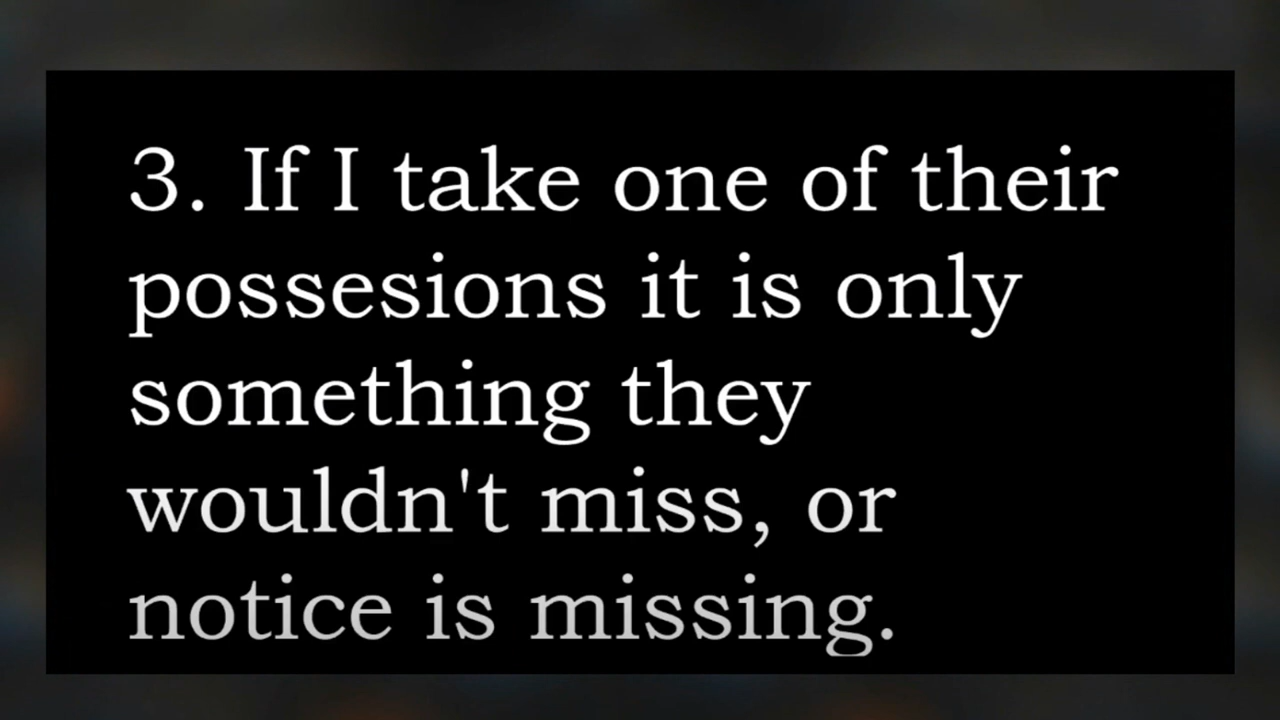 3. If I take one of their
possesions it is only
something they
wouldn't miss, or
notice is missing.